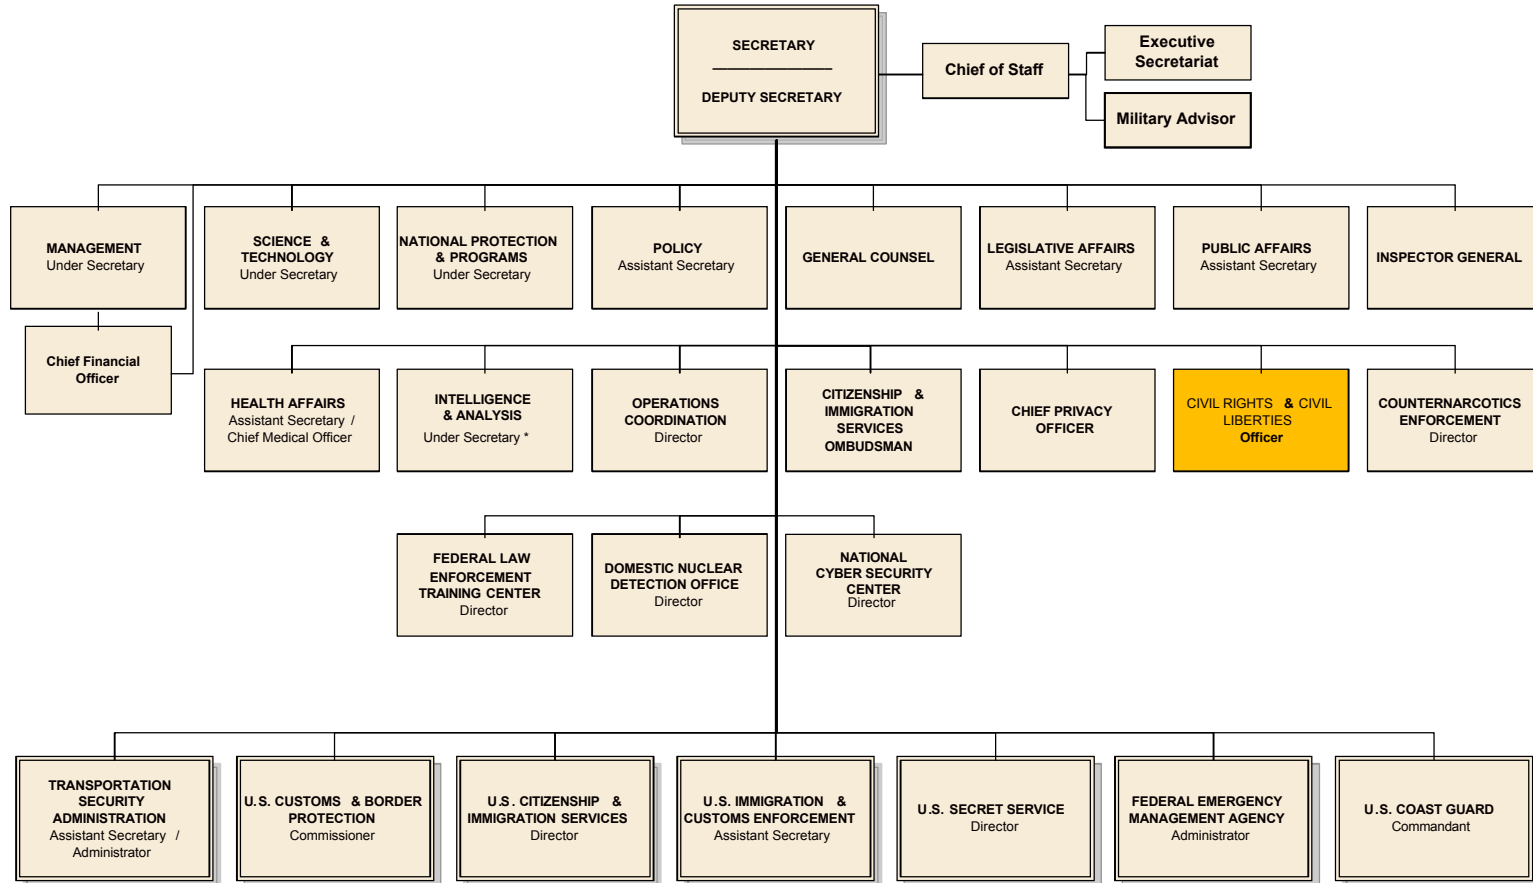 SECRETARY
DEPUTY SECRETARY
Chief of Staff
Executive
Secretariat
Military Advisor
MANAGEMENT
Under Secretary
SCIENCE & 
TECHNOLOGY
Under Secretary
NATIONAL PROTECTION
& PROGRAMS
Under Secretary
POLICY
Assistant Secretary
GENERAL COUNSEL
LEGISLATIVE AFFAIRS
Assistant Secretary
PUBLIC AFFAIRS
Assistant Secretary
INSPECTOR GENERAL
Chief Financial
Officer
HEALTH AFFAIRS
Assistant Secretary /
Chief Medical Officer
INTELLIGENCE
& ANALYSIS
Under Secretary *
OPERATIONS
COORDINATION
Director
CITIZENSHIP &
IMMIGRATION
SERVICES
OMBUDSMAN
CHIEF PRIVACY
OFFICER
CIVIL RIGHTS & CIVIL
LIBERTIES
Officer
COUNTERNARCOTICS
ENFORCEMENT
Director
FEDERAL LAW
ENFORCEMENT
TRAINING CENTER
Director
DOMESTIC NUCLEAR
DETECTION OFFICE
Director
NATIONAL
CYBER SECURITY
CENTER
Director
TRANSPORTATION
SECURITY
ADMINISTRATION
Assistant Secretary /
Administrator
U.S. CUSTOMS & BORDER
PROTECTION
Commissioner
U.S. CITIZENSHIP &
IMMIGRATION SERVICES
Director
U.S. IMMIGRATION &
CUSTOMS ENFORCEMENT
Assistant Secretary
U.S. SECRET SERVICE
Director
FEDERAL EMERGENCY
MANAGEMENT AGENCY
Administrator
U.S. COAST GUARD
Commandant